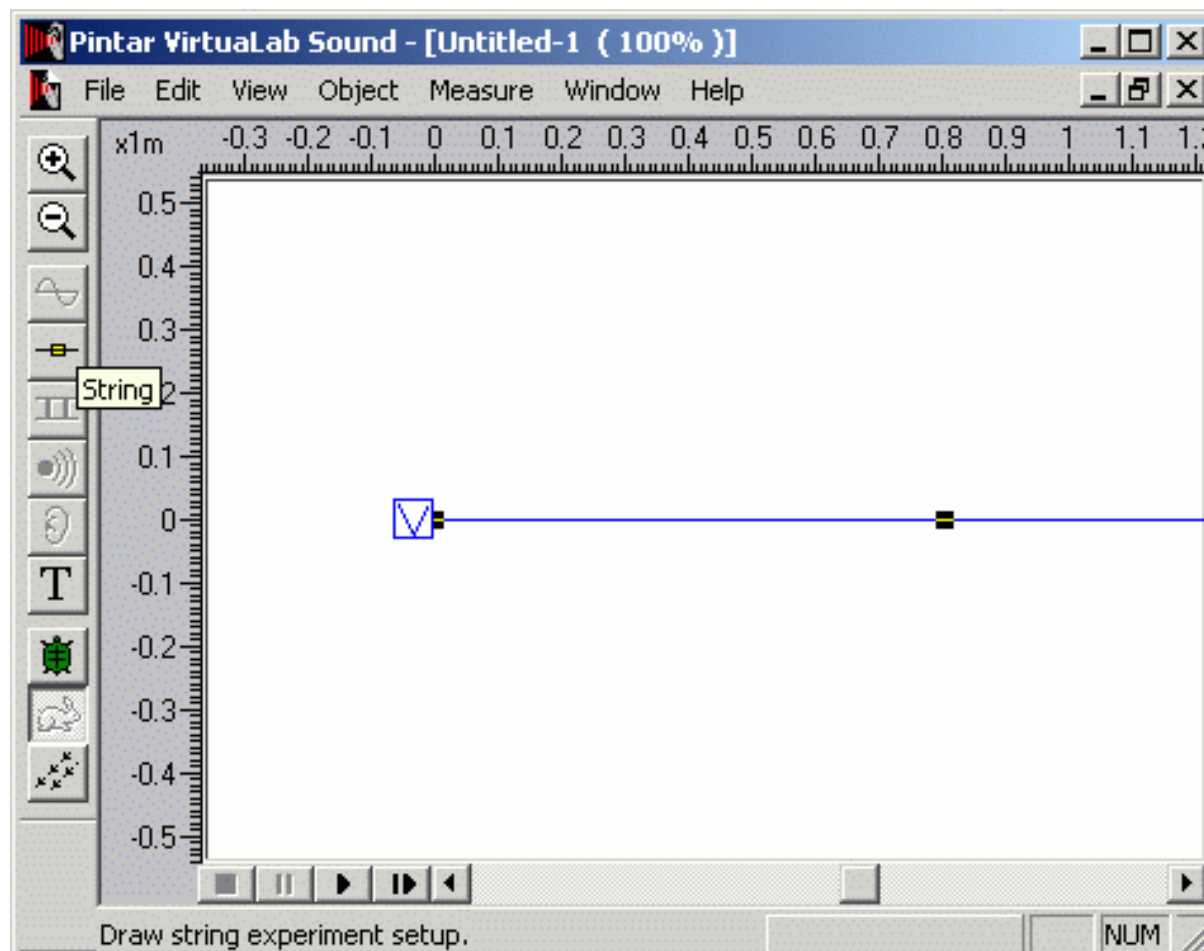 Pintar VirtuaLab Sound - [Untitled-1 ( 100% )]
File Edit View Object Measure Window Help
x1m -0.3 -0.2 -0.1 0 0.1 0.2 0.3 0.4 0.5 0.6 0.7 0.8 0.9 1 1.1
0.5
0.4
0.3
String 2
0.1
0
T -0.1
-0.2
-0.3
-0.4
-0.5
Draw string experiment setup. NUM